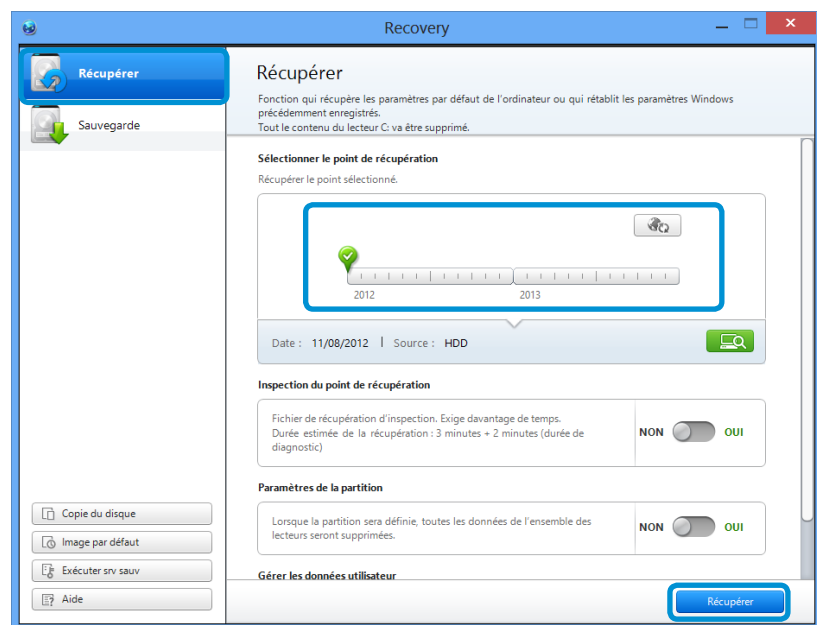 Recovery
Récupérer
Sauvegarde
Copie du disque
Image par défaut
Exécuter srv sauv
Aide
Récupérer
Fonction qui récupère les paramètres par défaut de l'ordinateur ou qui rétablit les paramètres Windows
précédemment enregistrés.
Tout le contenu du lecteur C: va être supprimé.
Sélectionner le point de récupération
Récupérer le point sélectionné.
2012 2013
Date : 11/08/2012 | Source : HDD
Inspection du point de récupération
Fichier de récupération d'inspection. Exige davantage de temps.
Durée estimée de la récupération : 3 minutes + 2 minutes (durée de
diagnostic)
NON OUI
Paramètres de la partition
Lorsque la partition sera définie, toutes les données de l'ensemble des
lecteurs seront supprimées.
NON OUI
Gérer les données utilisateur
Récupérer